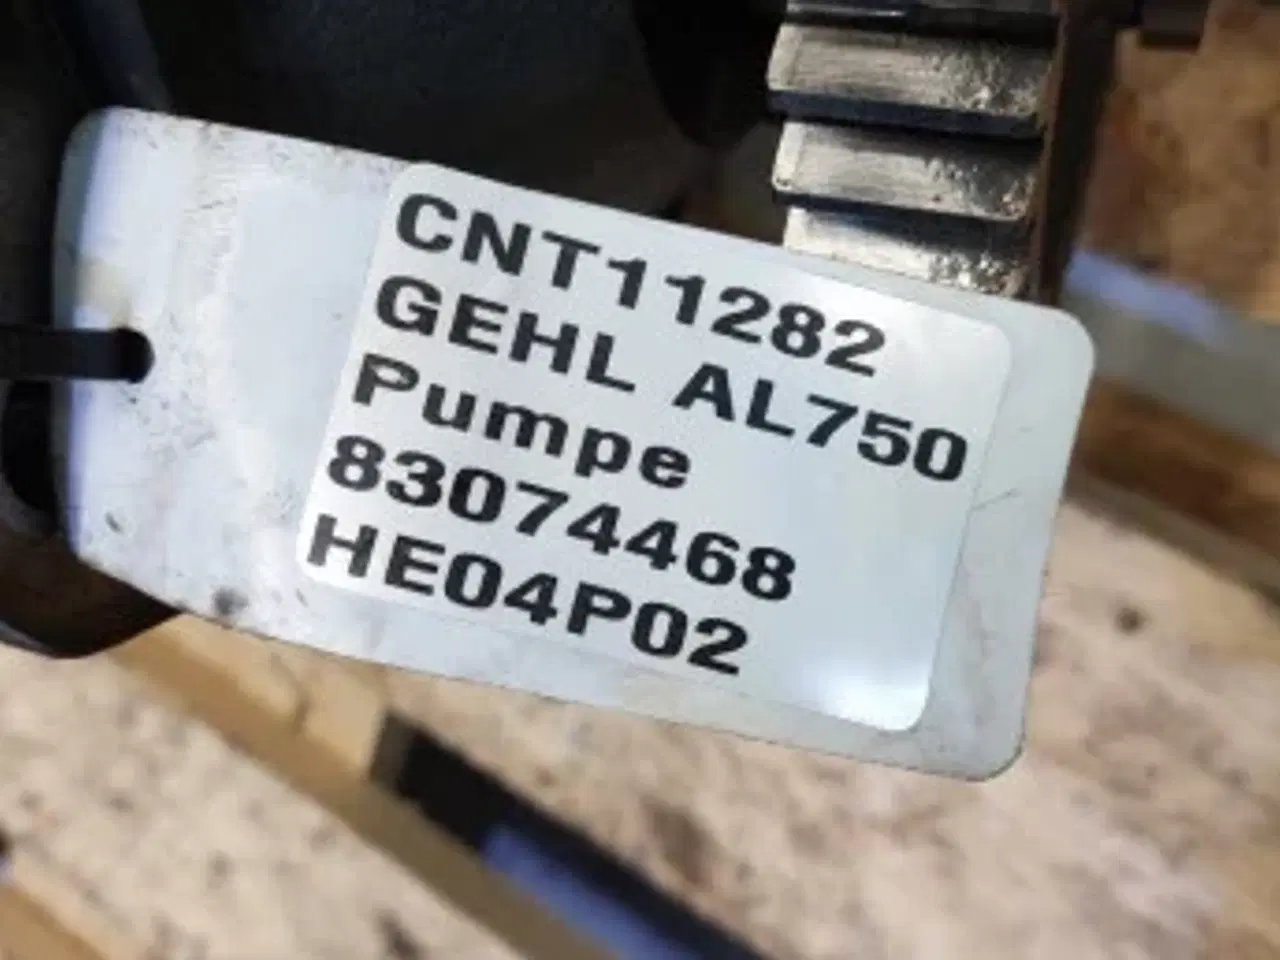 CNT11282
GEHL AL750
Pumpe
83074468
HE04P02